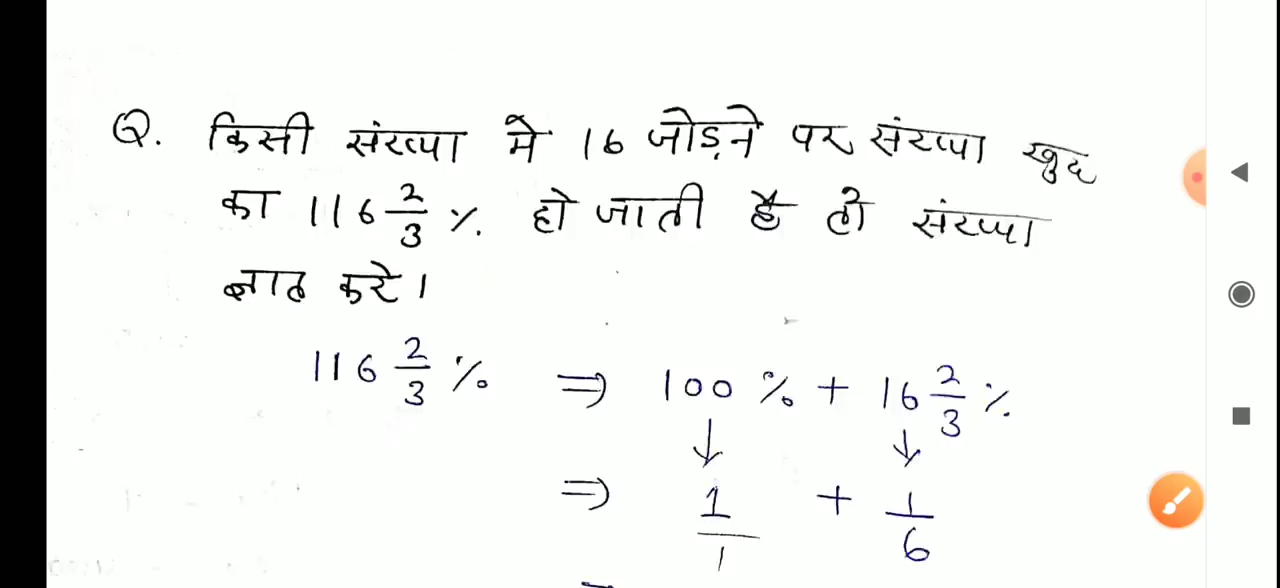 Q. किसी संख्या मे 16 जोड़ने पर संख्या खुद
का 116 2/3 % हो जाती है तो संख्या
ज्ञात करे।
116 2/3 % ⇒ 100 % + 16 2/3 %
↓ ↓
⇒ 1/1 + 1/6